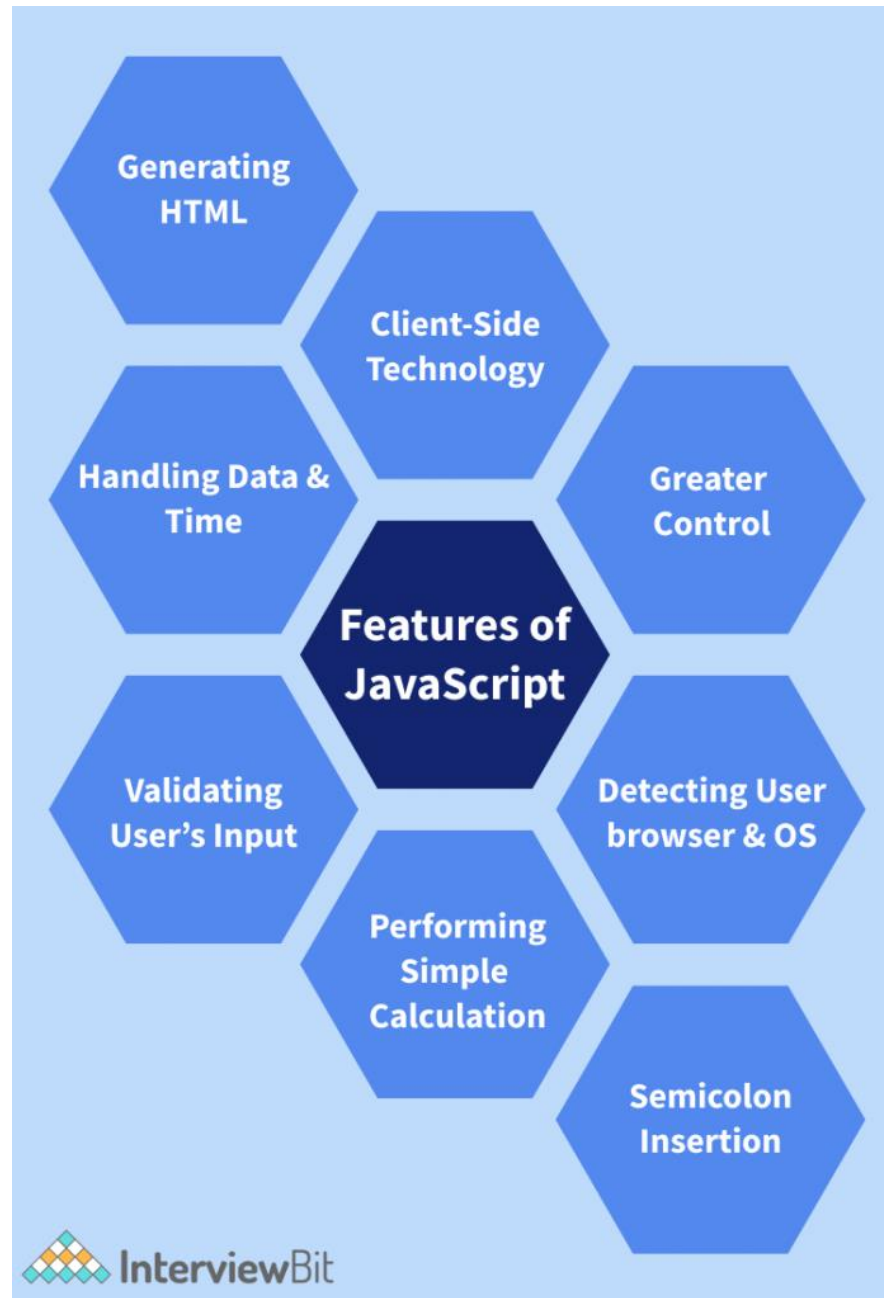 Generating
HTML
Client-Side
Technology
Handling Data &
Time
Greater
Control
Features of
JavaScript
Validating
User’s Input
Detecting User
browser & OS
Performing
Simple
Calculation
Semicolon
Insertion
InterviewBit